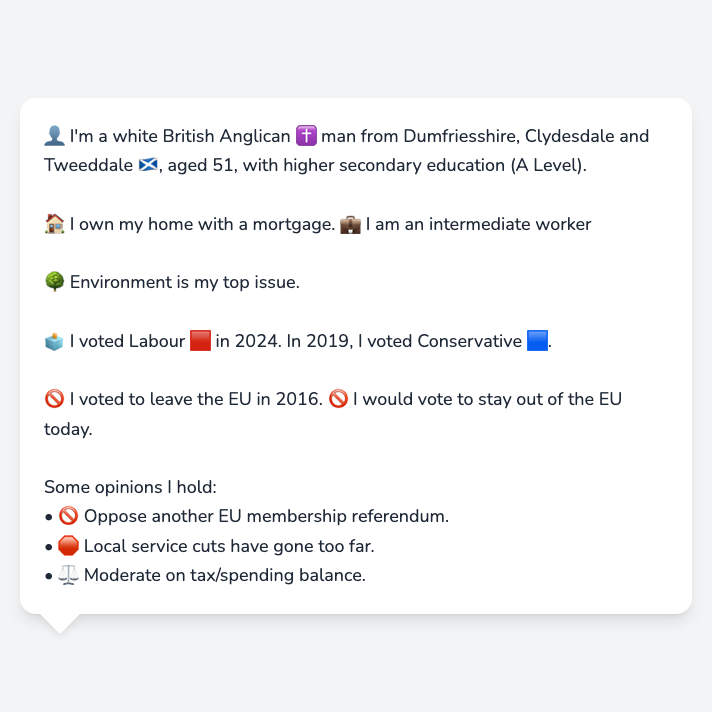 👤 I'm a white British Anglican ✝️ man from Dumfriesshire, Clydesdale and
Tweeddale 🏴󠁧󠁢󠁳󠁣󠁴󠁿, aged 51, with higher secondary education (A Level).
🏠 I own my home with a mortgage. 💼 I am an intermediate worker
🌳 Environment is my top issue.
🗳️ I voted Labour 🟥 in 2024. In 2019, I voted Conservative 🟦.
🚫 I voted to leave the EU in 2016. 🚫 I would vote to stay out of the EU
today.
Some opinions I hold:
• 🚫 Oppose another EU membership referendum.
• 🛑 Local service cuts have gone too far.
• ⚖️ Moderate on tax/spending balance.